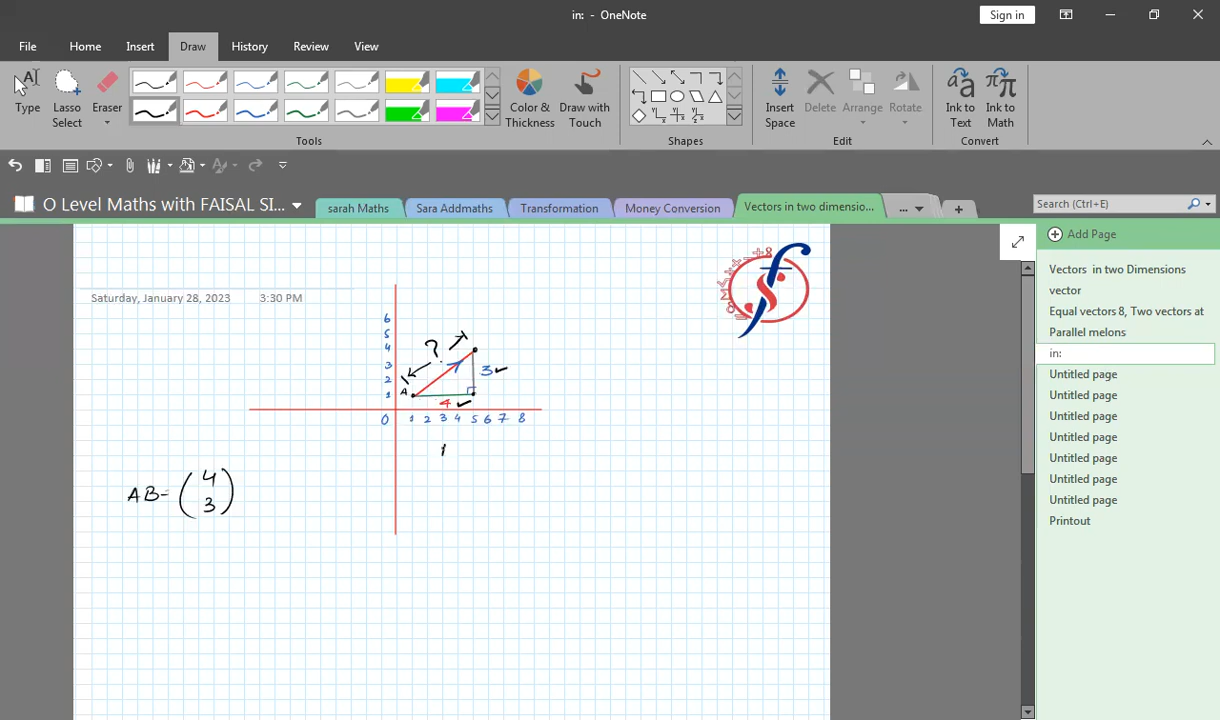 in: - OneNote
Sign in
File Home Insert Draw History Review View
Type
Lasso Select
Eraser
Color & Thickness
Draw with Touch
Insert Space
Delete
Arrange
Rotate
Ink to Text
Ink to Math
Tools
Shapes
Edit
Convert
O Level Maths with FAISAL SI...
sarah Maths
Sara Addmaths
Transformation
Money Conversion
Vectors in two dimensio...
...
+
Search (Ctrl+E)
Add Page
Vectors in two Dimensions
vector
Equal vectors 8, Two vectors at
Parallel melons
in:
Untitled page
Untitled page
Untitled page
Untitled page
Untitled page
Untitled page
Untitled page
Printout
Saturday, January 28, 2023 3:30 PM
6
5
4
3
2
1
?
A
3
4
0 1 2 3 4 5 6 7 8
AB= (4
3)